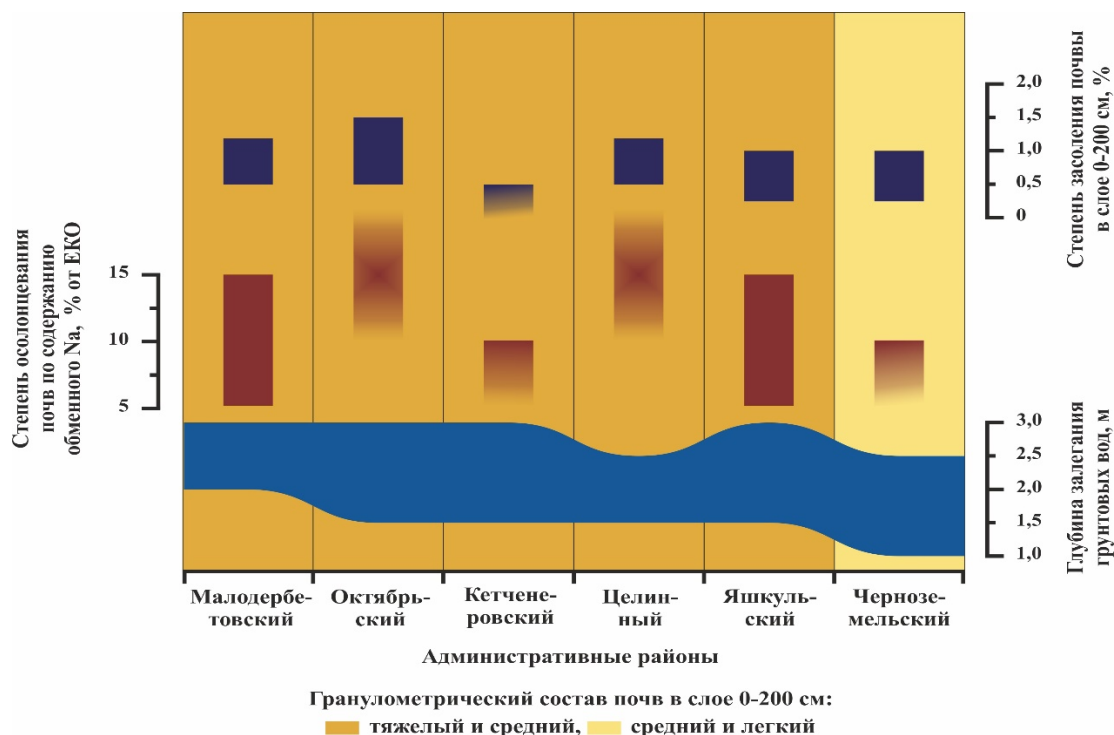 Степень осолонцевания
почв по содержанию
обменного Na, % от ЕКО
15
10
5
2,0
1,5
1,0
0,5
0
Степень засоления почвы
в слое 0-200 см, %
3,0
2,5
2,0
1,5
1,0
Глубина залегания
грунтовых вод, м
Малодербе-
товский
Октябрь-
ский
Кетчене-
ровский
Целин-
ный
Яшкуль-
ский
Чернозе-
мельский
Административные районы
Гранулометрический состав почв в слое 0-200 см:
тяжелый и средний, средний и легкий